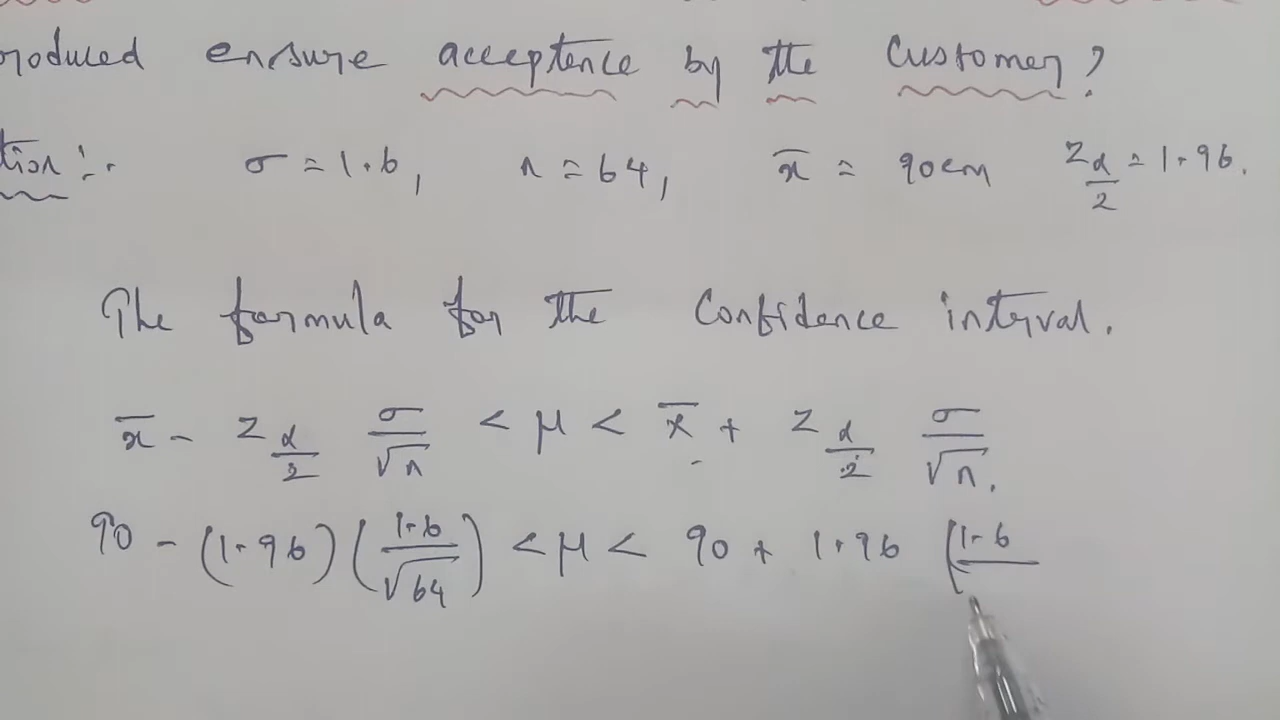 roduced ensure acceptence by the Customer?
tion :- σ = 1.6, n = 64, x̄ = 90cm Zα/2 = 1.96.
The formula for the Confidence interval.
x̄ - Zα/2 σ/√n < μ < x̄ + Zα/2 σ/√n.
90 - (1.96)(1.6/√64) < μ < 90 + 1.96 (1.6/